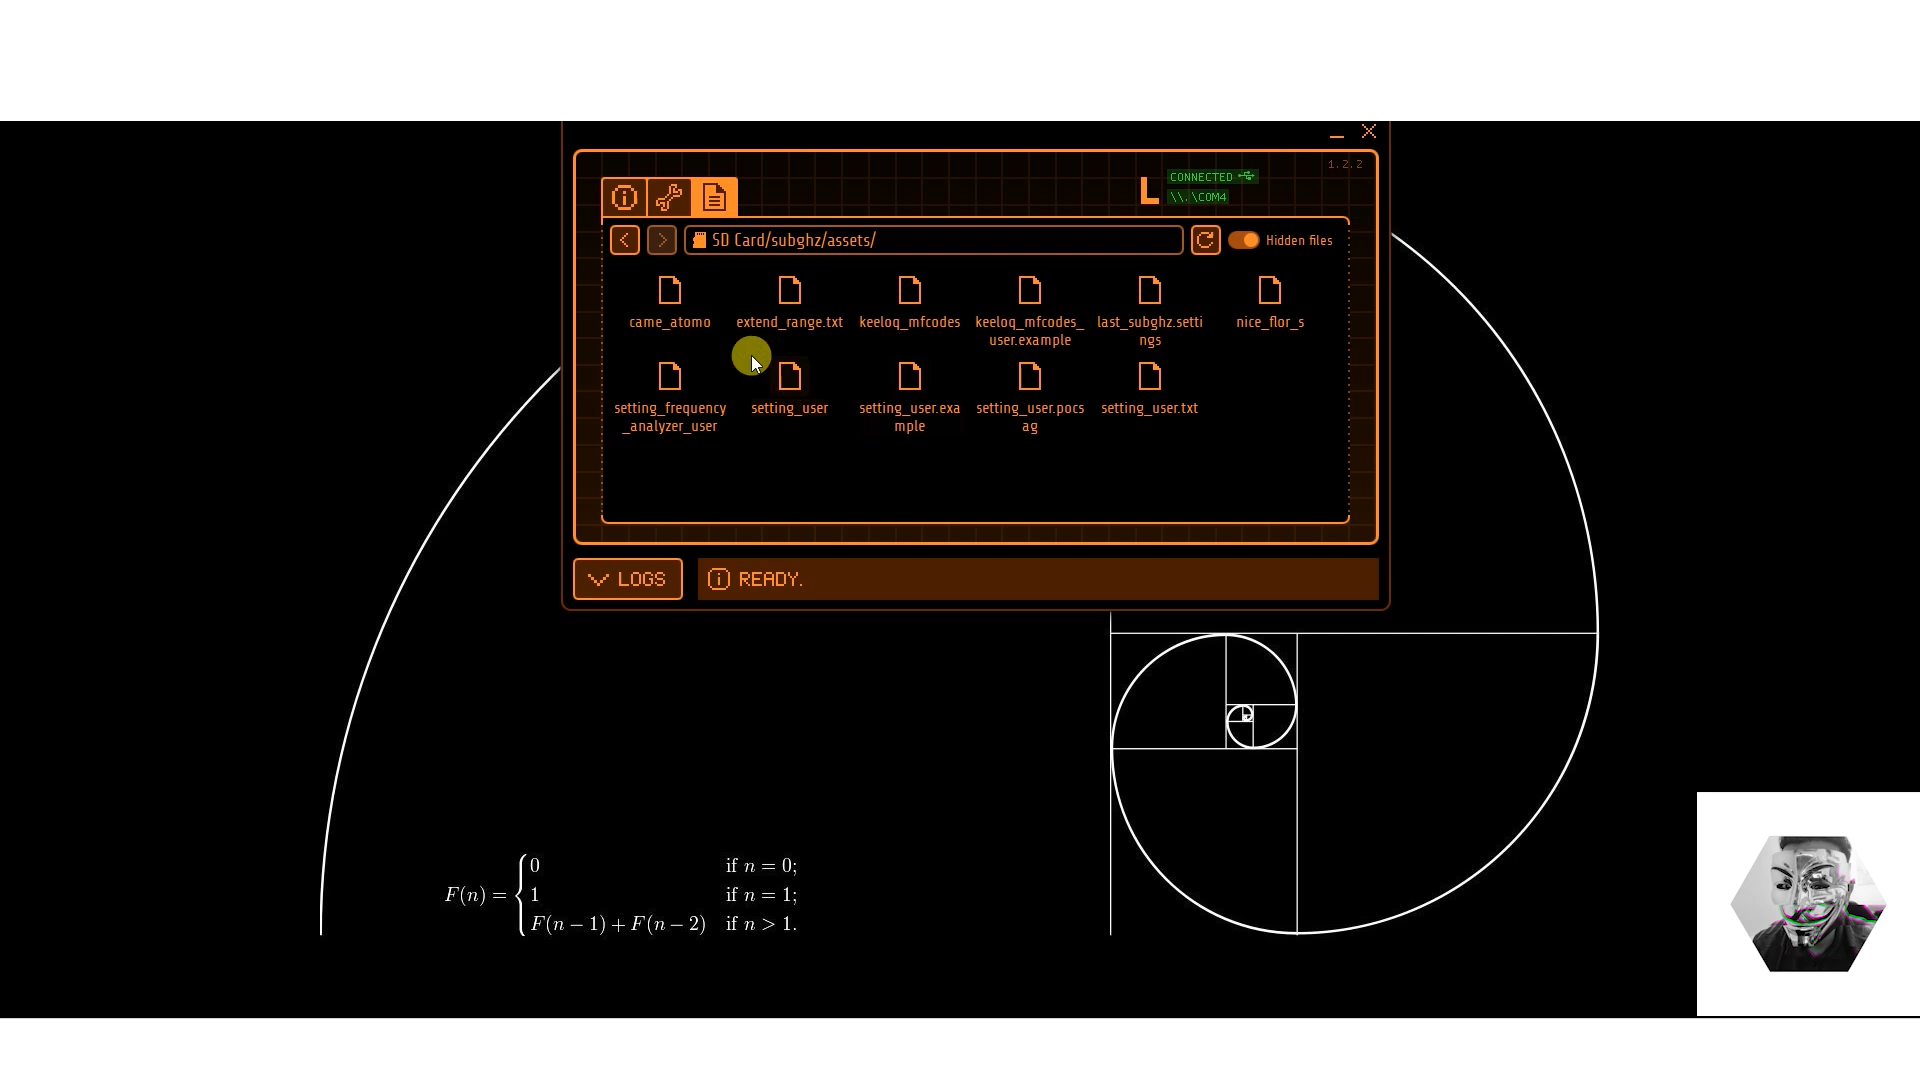 1.2.2
CONNECTED
L \\.\COM4
SD Card/subghz/assets/
Hidden files
came_atomo
extend_range.txt
keeloq_mfcodes
keeloq_mfcodes_
user.example
last_subghz.setti
ngs
nice_flor_s
setting_frequency
_analyzer_user
setting_user
setting_user.exa
mple
setting_user.pocs
ag
setting_user.txt
LOGS
READY.
F(n) =
0 if n = 0;
1 if n = 1;
F(n − 1) + F(n − 2) if n > 1.